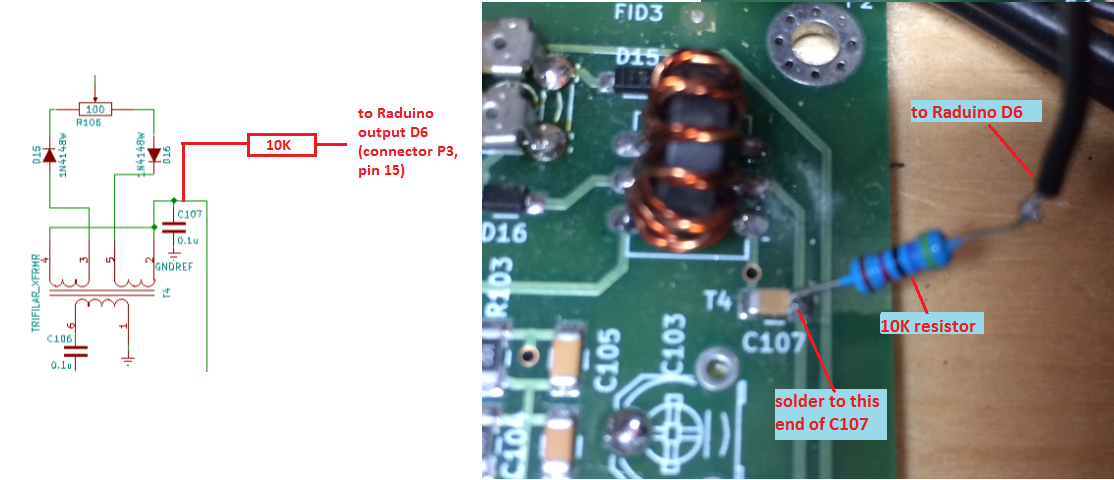 100
R106
D15
1N4148W
1N4148W
D16
10K
to Raduino
output D6
(connector P3,
pin 15)
C107
0.1u
4
3
5
2
GNDREF
TRIFILAR_XFRMR
T4
6
1
C106
0.1u
FID3
D15
D16
R103
T4
C107
C105
C103
to Raduino D6
10K resistor
solder to this
end of C107